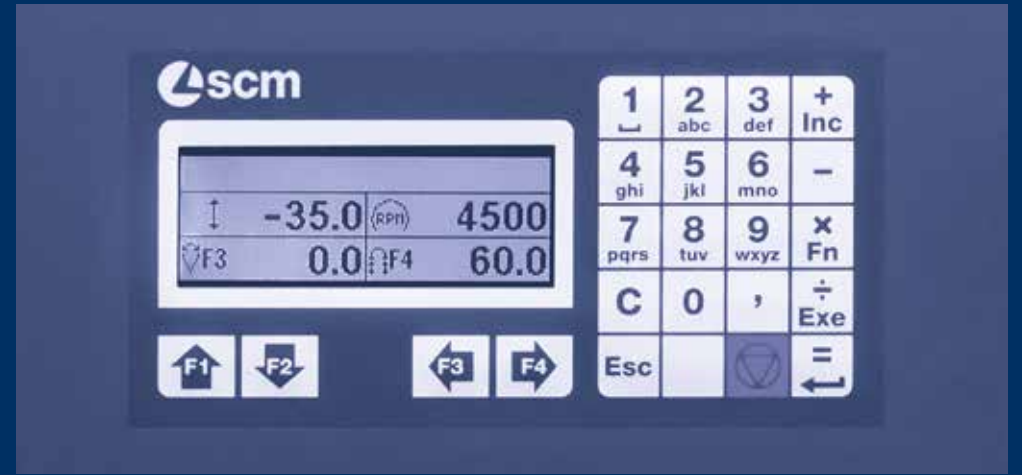 scm
-35.0 (RPM) 4500
F3 0.0 F4 60.0
F1 F2 F3 F4
1 2 3 +
abc def Inc
4 5 6 -
ghi jkl mno
7 8 9 ×
pqrs tuv wxyz Fn
C 0 , ÷
Exe
Esc =